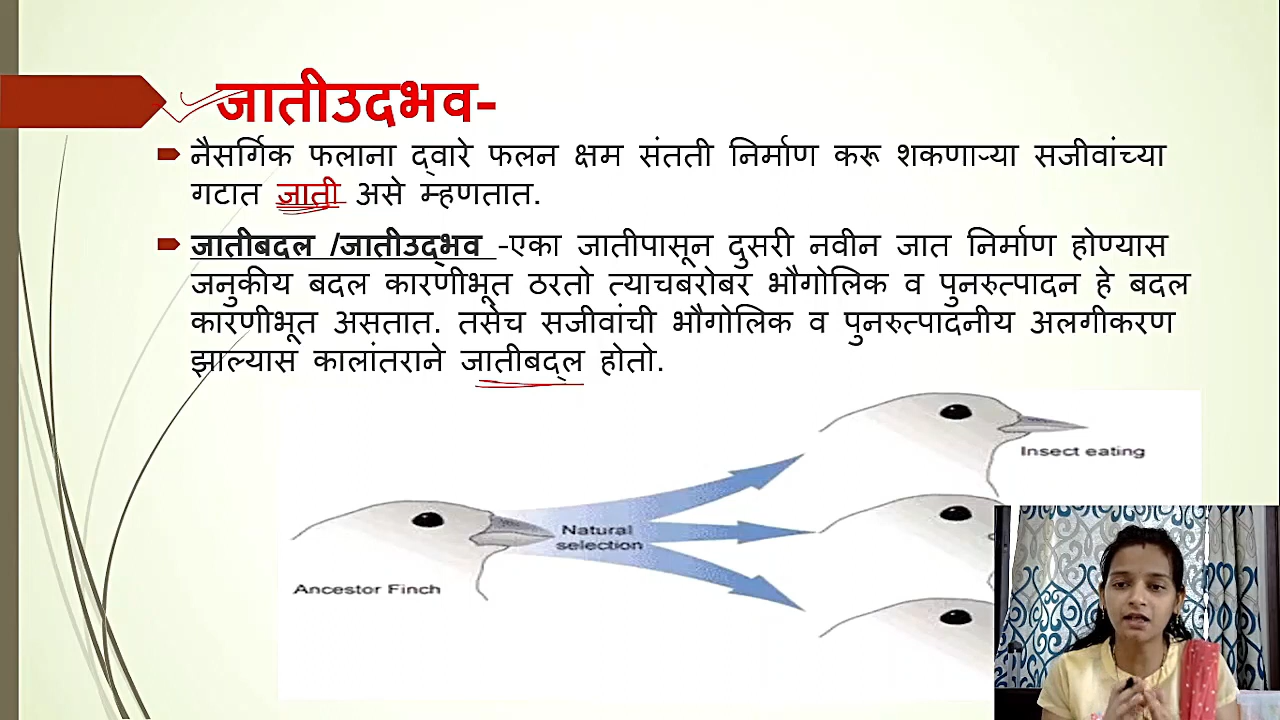 जातीउदभव-
नैसर्गिक फलाना द्वारे फलन क्षम संतती निर्माण करू शकणाऱ्या सजीवांच्या
गटात जाती असे म्हणतात.
जातीबदल /जातीउद्भव -एका जातीपासून दुसरी नवीन जात निर्माण होण्यास
जनुकीय बदल कारणीभूत ठरतो त्याचबरोबर भौगोलिक व पुनरुत्पादन हे बदल
कारणीभूत असतात. तसेच सजीवांची भौगोलिक व पुनरुत्पादनीय अलगीकरण
झाल्यास कालांतराने जातीबद्ल होतो.
Insect eating
Natural
selection
Ancestor Finch